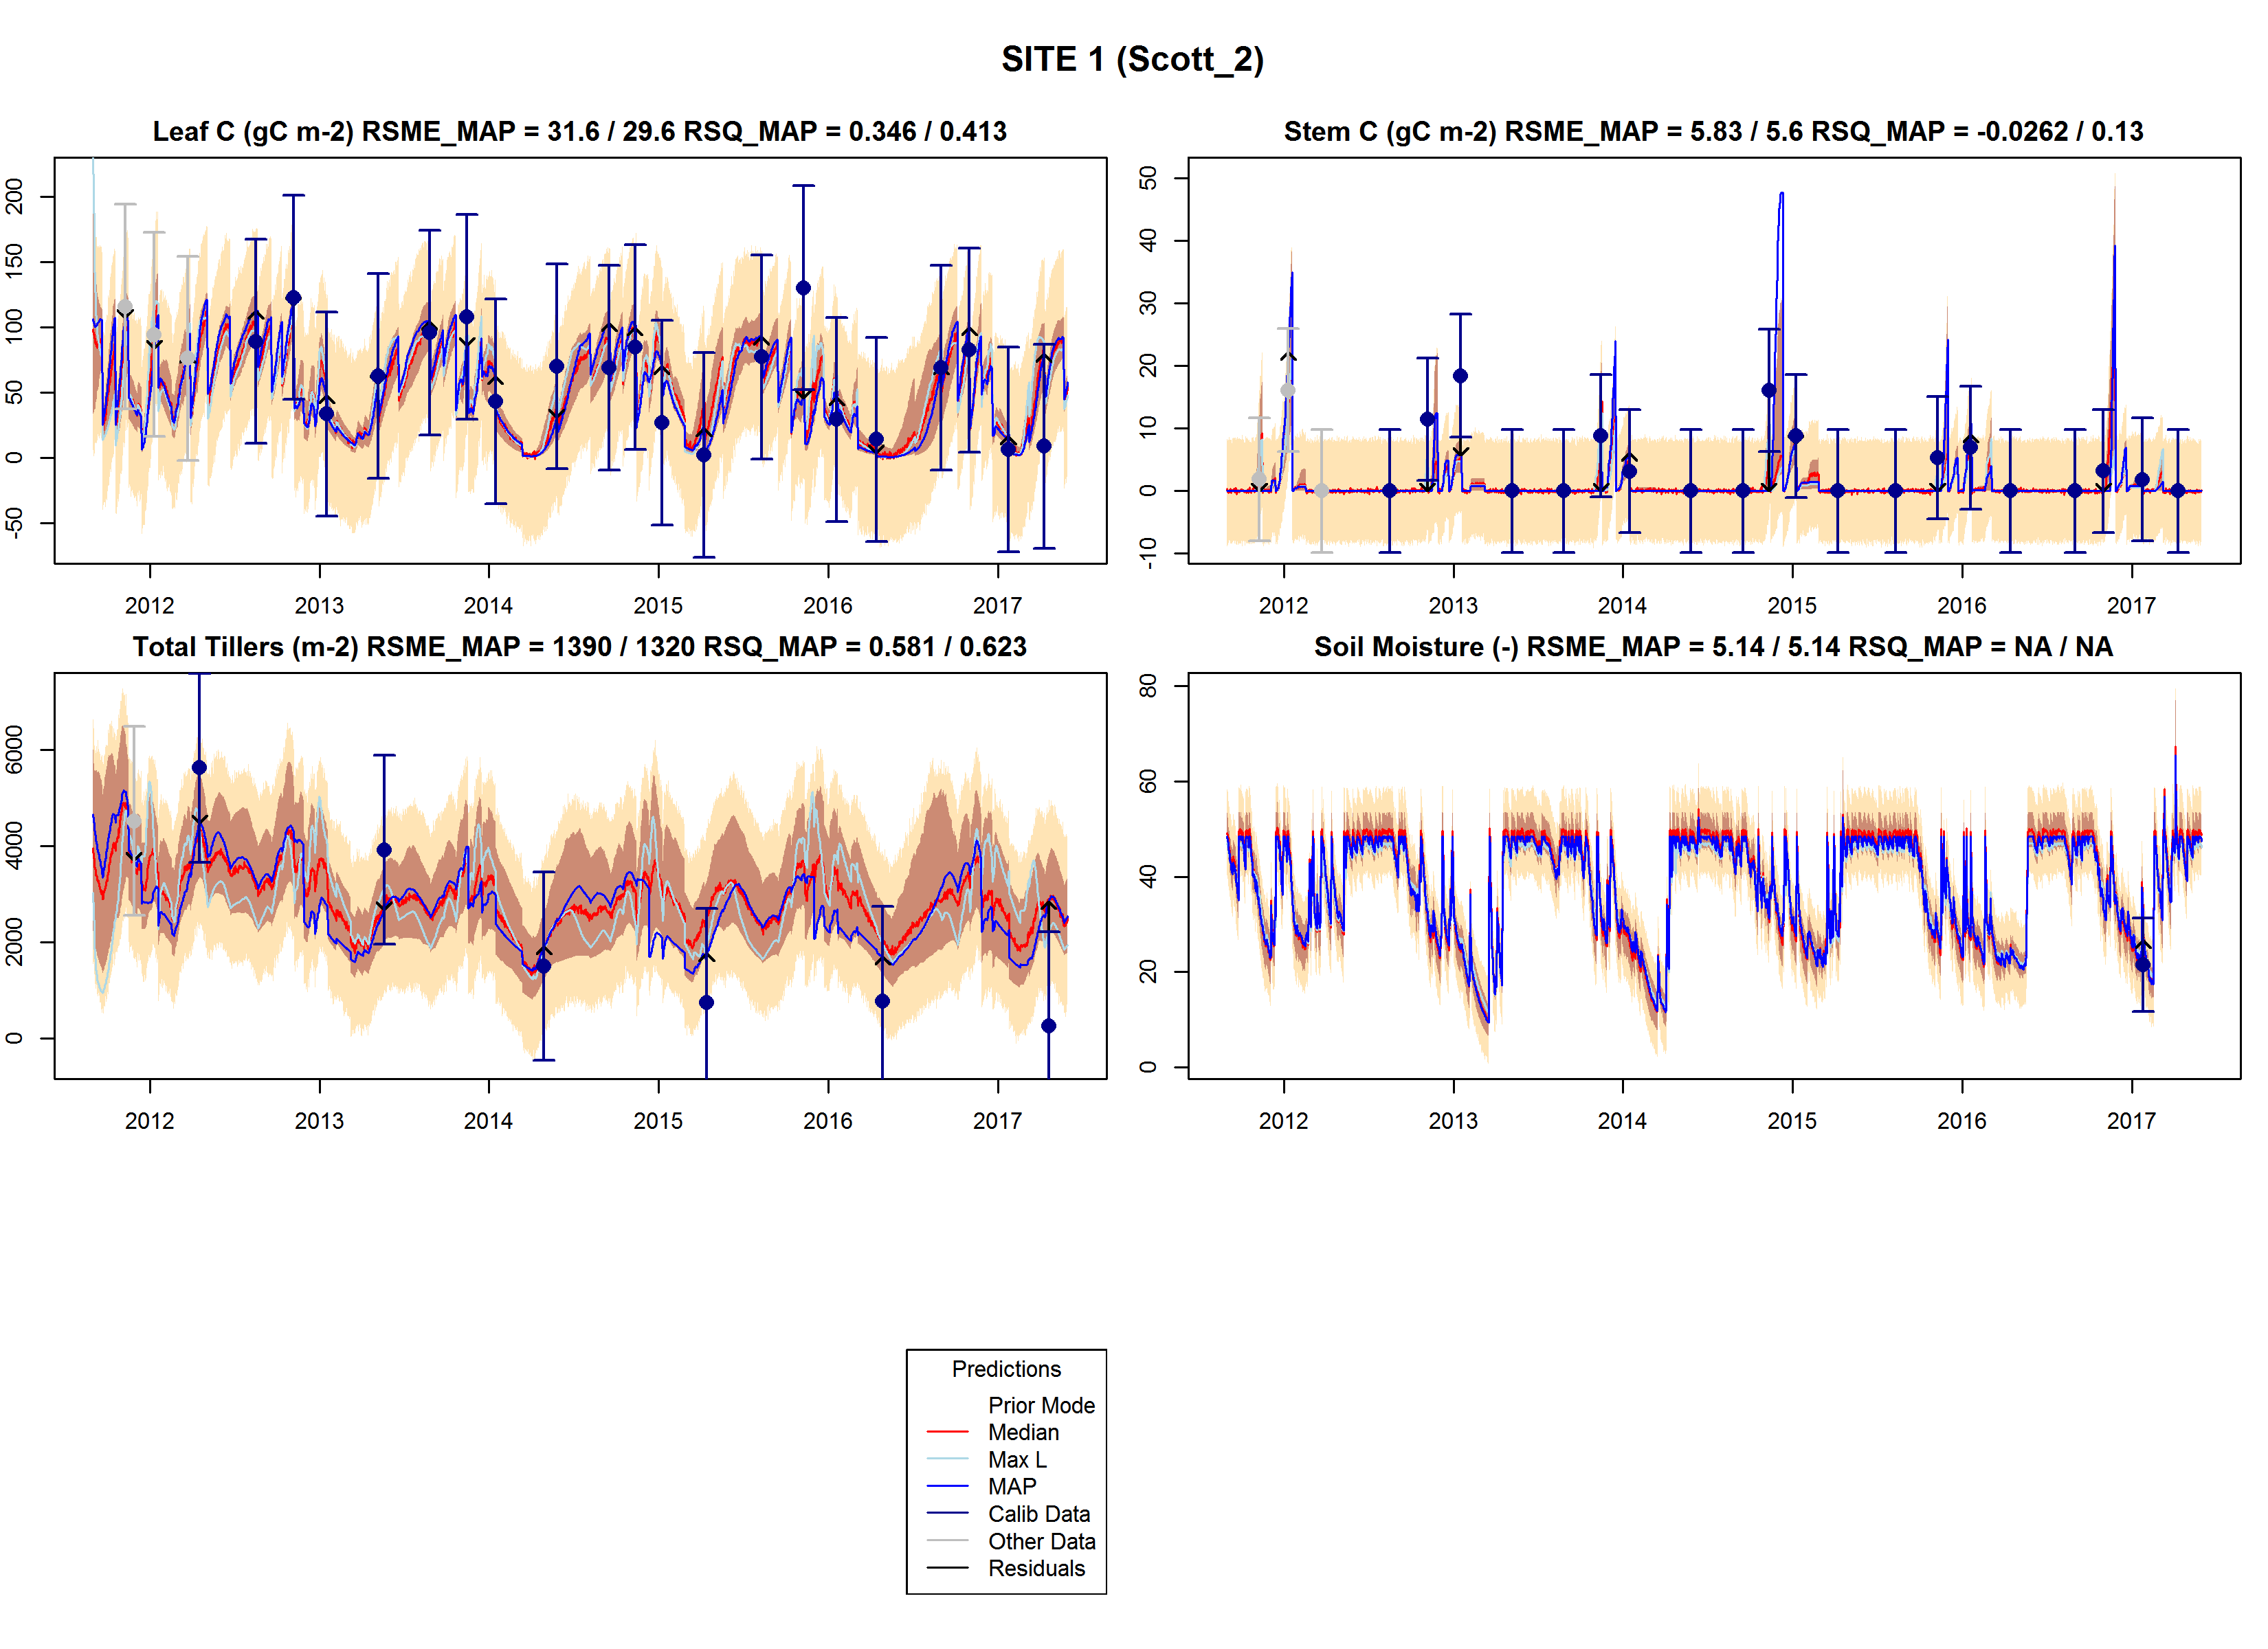 SITE 1 (Scott_2)
Leaf C (gC m-2) RSME_MAP = 31.6 / 29.6 RSQ_MAP = 0.346 / 0.413
200
150
100
50
0
-50
2012 2013 2014 2015 2016 2017
Stem C (gC m-2) RSME_MAP = 5.83 / 5.6 RSQ_MAP = -0.0262 / 0.13
50
40
30
20
10
0
-10
2012 2013 2014 2015 2016 2017
Total Tillers (m-2) RSME_MAP = 1390 / 1320 RSQ_MAP = 0.581 / 0.623
6000
4000
2000
0
2012 2013 2014 2015 2016 2017
Soil Moisture (-) RSME_MAP = 5.14 / 5.14 RSQ_MAP = NA / NA
80
60
40
20
0
2012 2013 2014 2015 2016 2017
Predictions
Prior Mode
Median
Max L
MAP
Calib Data
Other Data
Residuals